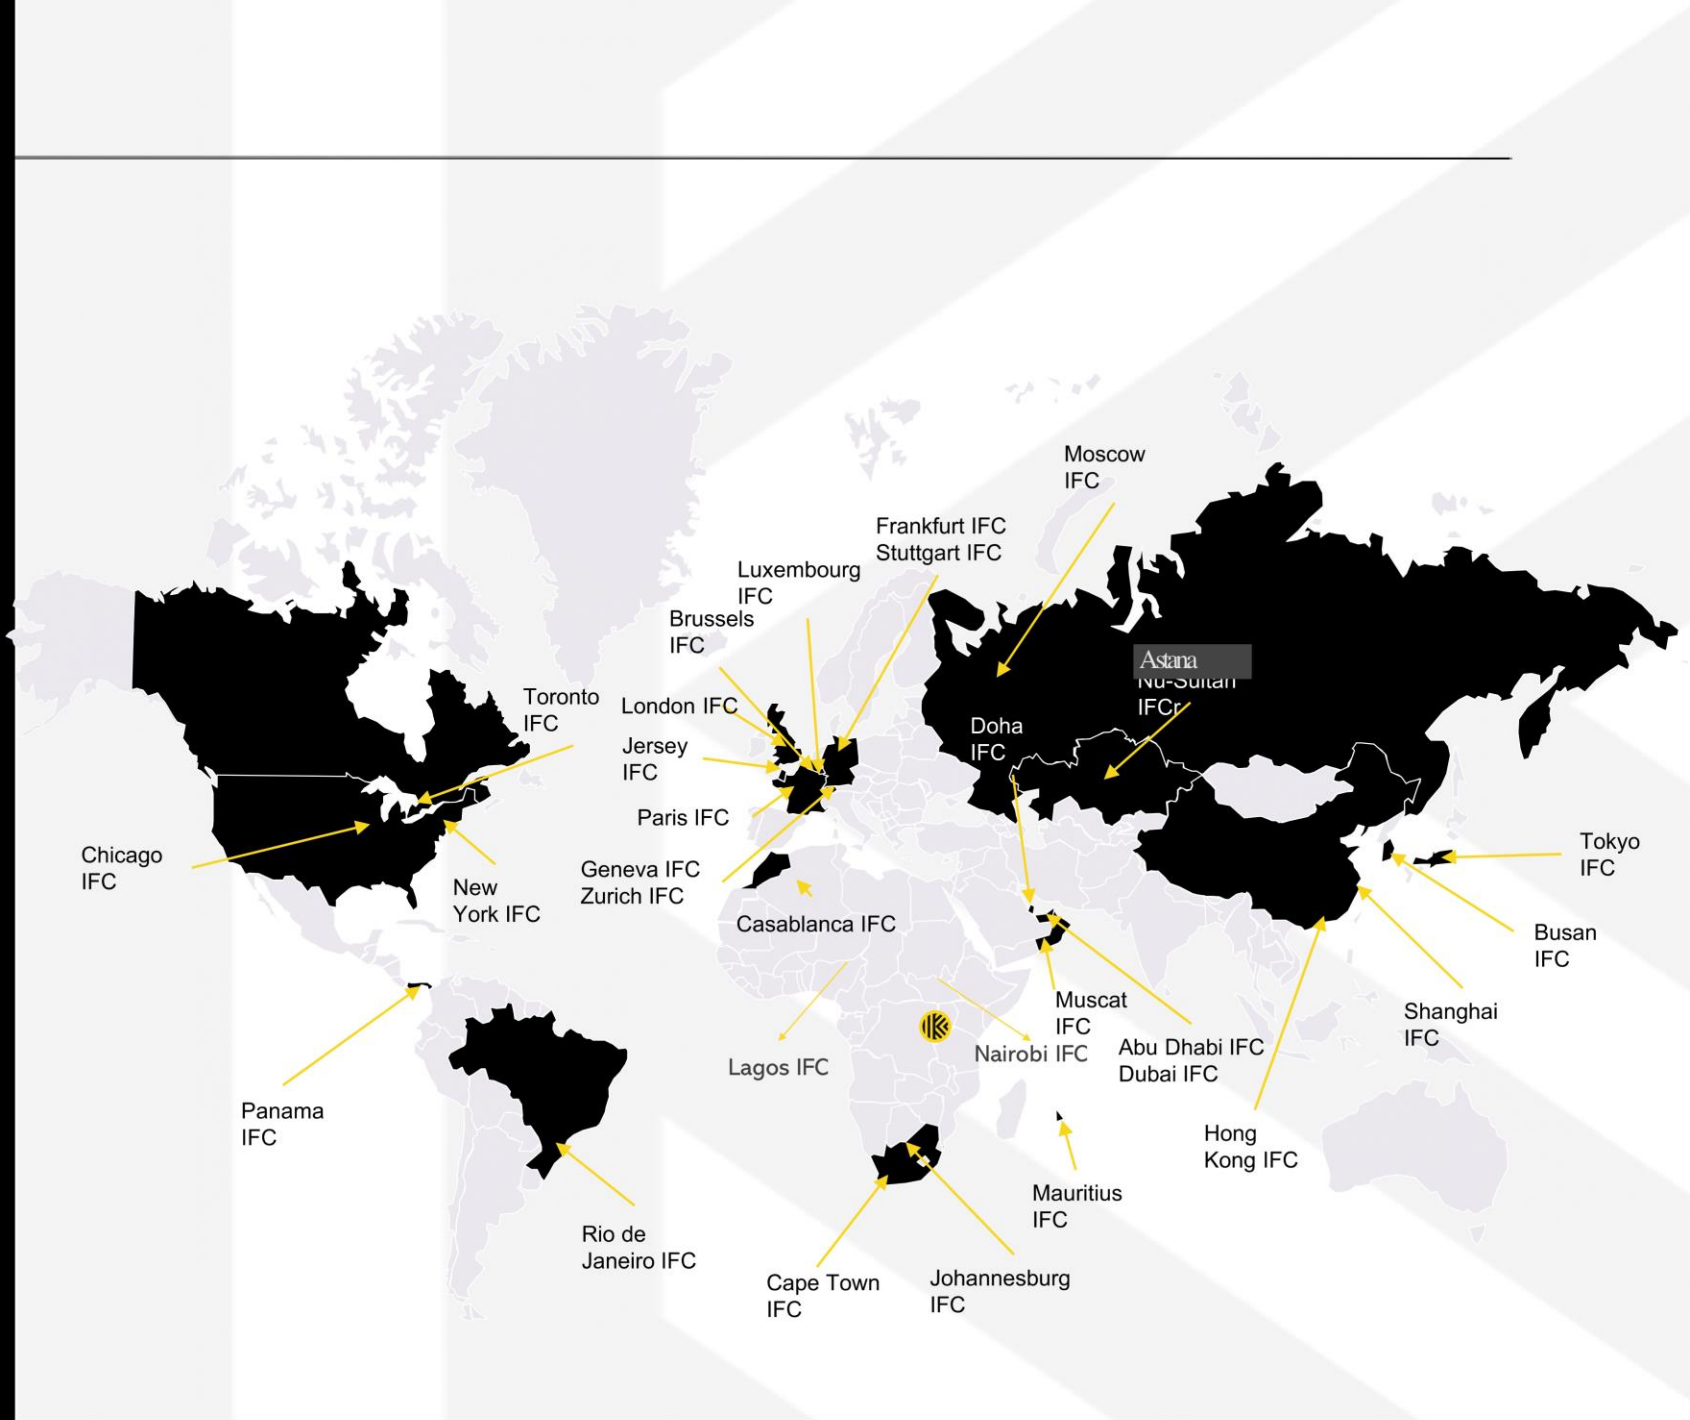 Moscow
IFC
Frankfurt IFC
Stuttgart IFC
Luxembourg
IFC
Brussels
IFC
Astana
Nu-Sultan
IFCr
Toronto
IFC
London IFC
Doha
IFC
Jersey
IFC
Paris IFC
Chicago
IFC
Tokyo
IFC
Geneva IFC
Zurich IFC
New
York IFC
Casablanca IFC
Busan
IFC
Muscat
IFC
Shanghai
IFC
Lagos IFC
Nairobi IFC
Abu Dhabi IFC
Dubai IFC
Panama
IFC
Hong
Kong IFC
Mauritius
IFC
Rio de
Janeiro IFC
Cape Town
IFC
Johannesburg
IFC